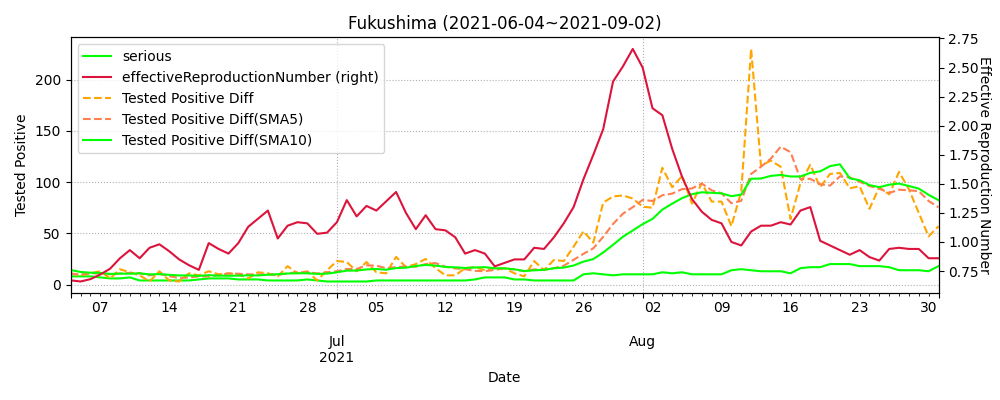 Fukushima (2021-06-04~2021-09-02)
serious
effectiveReproductionNumber (right)
Tested Positive Diff
Tested Positive Diff(SMA5)
Tested Positive Diff(SMA10)
Tested Positive
200
150
100
50
0
2.75
2.50
2.25
2.00
1.75
1.50
1.25
1.00
0.75
Effective Reproduction Number
07 14 21 28 05 12 19 26 02 09 16 23 30
Jul Aug
2021
Date